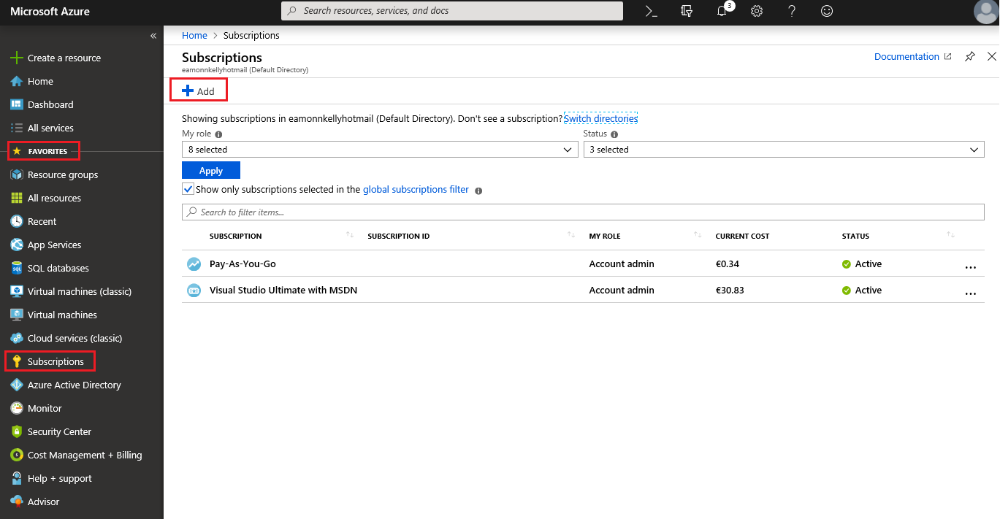 Microsoft Azure
Search resources, services, and docs
3
«
Create a resource
Home
Dashboard
All services
FAVORITES
Resource groups
All resources
Recent
App Services
SQL databases
Virtual machines (classic)
Virtual machines
Cloud services (classic)
Subscriptions
Azure Active Directory
Monitor
Security Center
Cost Management + Billing
Help + support
Advisor
Home > Subscriptions
Subscriptions
eamonnkellyhotmail (Default Directory)
Documentation
Add
Showing subscriptions in eamonnkellyhotmail (Default Directory). Don't see a subscription? Switch directories
My role
Status
8 selected
3 selected
Apply
Show only subscriptions selected in the global subscriptions filter
Search to filter items...
SUBSCRIPTION SUBSCRIPTION ID MY ROLE CURRENT COST STATUS
Pay-As-You-Go Account admin €0.34 Active ...
Visual Studio Ultimate with MSDN Account admin €30.83 Active ...